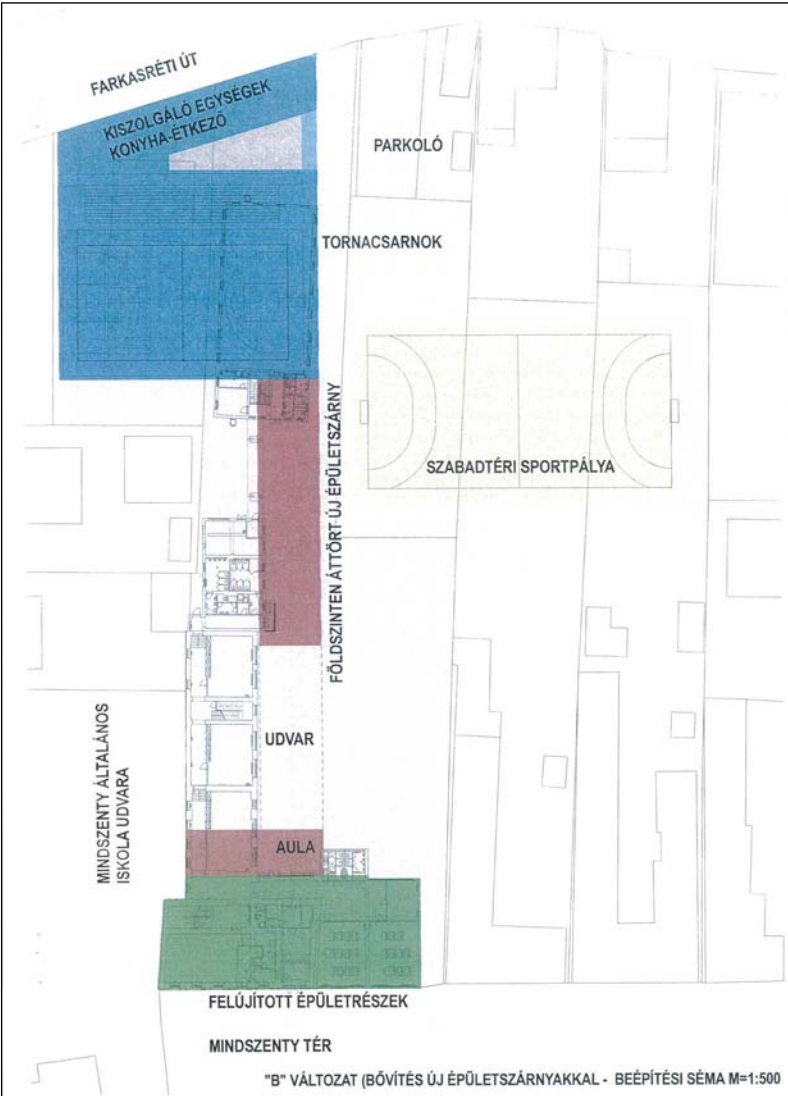 FARKASRÉTI ÚT
KISZOLGÁLÓ EGYSÉGEK
KONYHA-ÉTKEZŐ
PARKOLÓ
TORNACSARNOK
FÖLDSZINTEN ÁTTÖRT ÚJ ÉPÜLETSZÁRNY
SZABADTÉRI SPORTPÁLYA
MINDSZENTY ÁLTALÁNOS
ISKOLA UDVARA
UDVAR
AULA
FELÚJÍTOTT ÉPÜLETRÉSZEK
MINDSZENTY TÉR
"B" VÁLTOZAT (BŐVÍTÉS ÚJ ÉPÜLETSZÁRNYAKKAL - BEÉPÍTÉSI SÉMA M=1:500